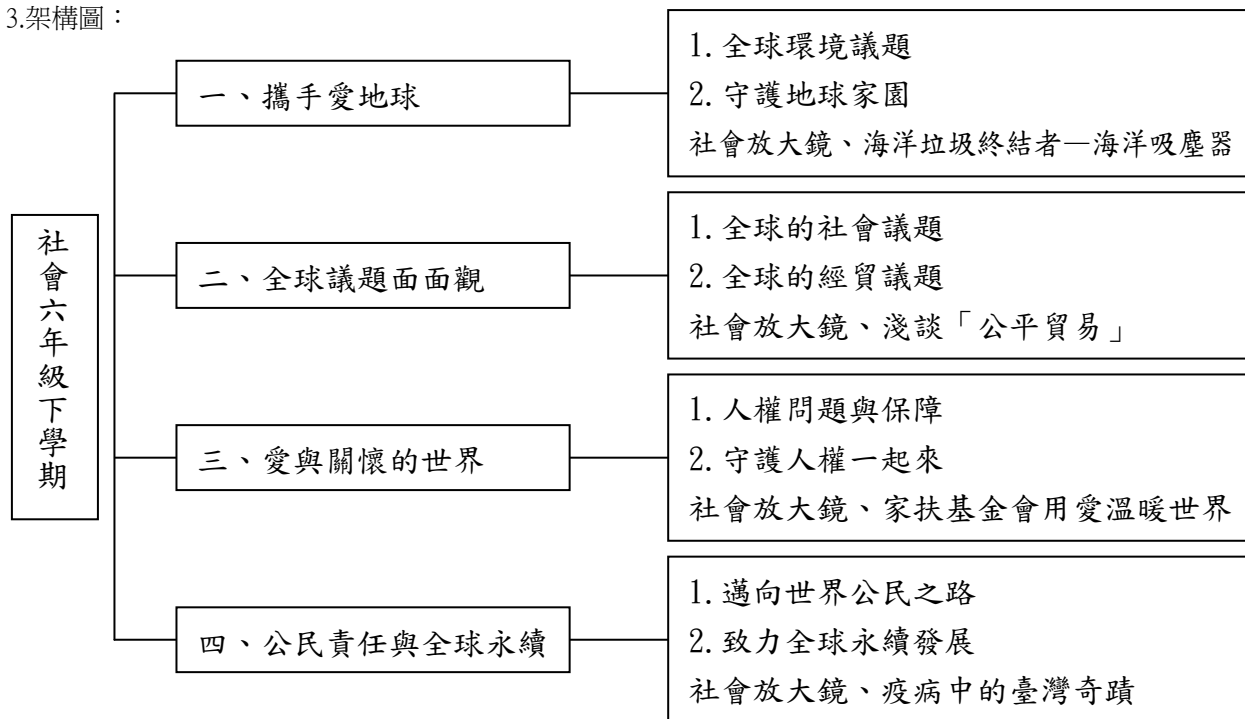 3.架構圖：
社會六年級下學期
一、攜手愛地球
1.全球環境議題
2.守護地球家園
社會放大鏡、海洋垃圾終結者—海洋吸塵器
二、全球議題面面觀
1.全球的社會議題
2.全球的經貿議題
社會放大鏡、淺談「公平貿易」
三、愛與關懷的世界
1.人權問題與保障
2.守護人權一起來
社會放大鏡、家扶基金會用愛溫暖世界
四、公民責任與全球永續
1.邁向世界公民之路
2.致力全球永續發展
社會放大鏡、疫病中的臺灣奇蹟